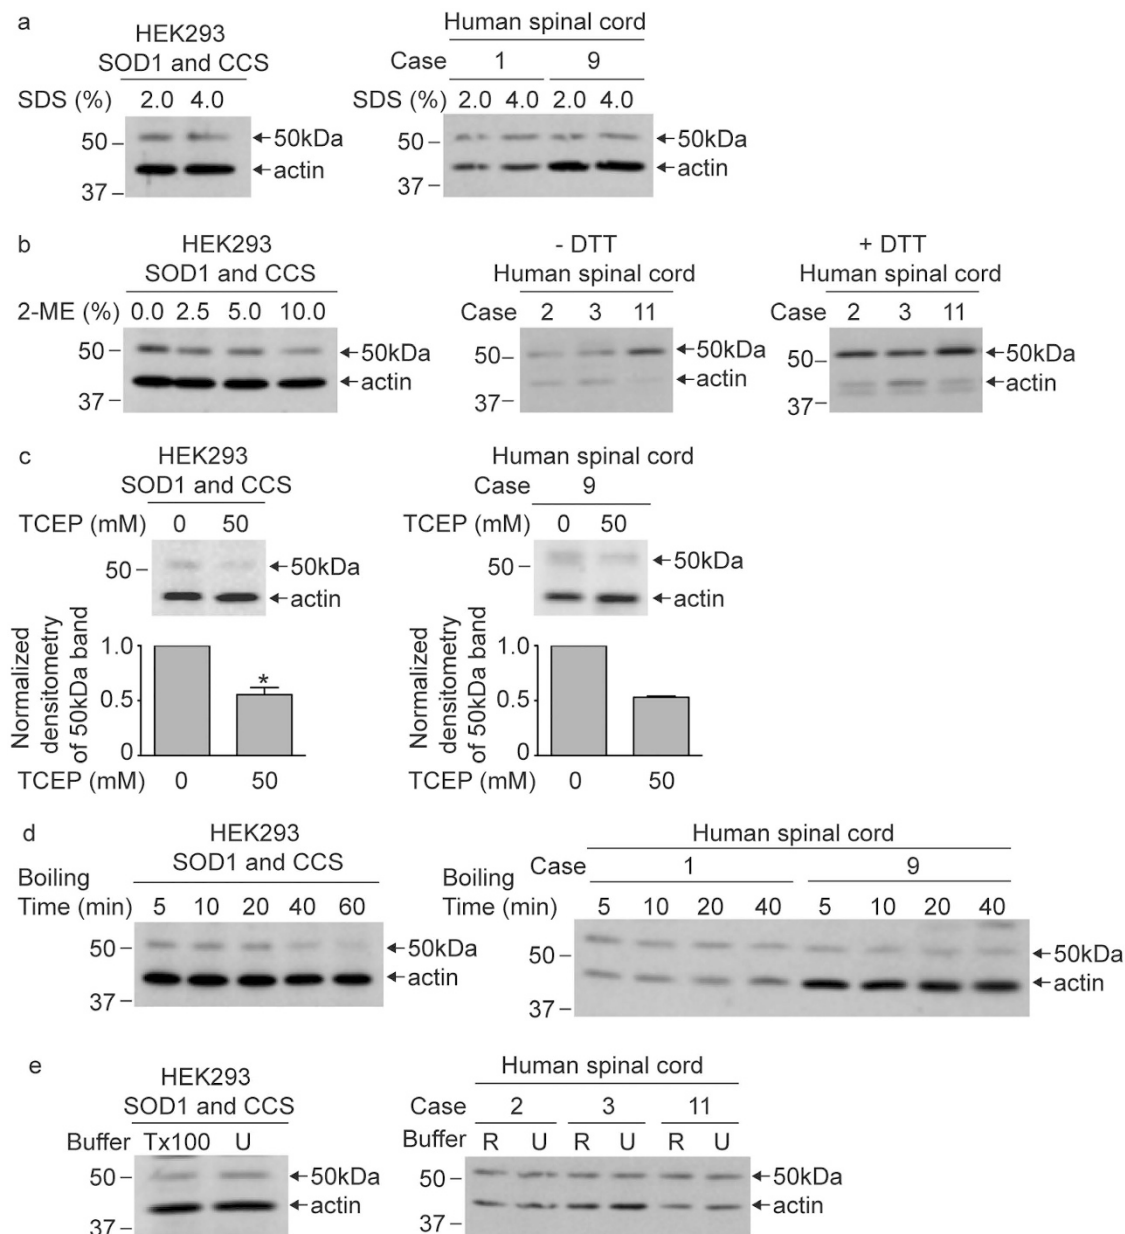 a
HEK293
SOD1 and CCS
SDS (%) 2.0 4.0
50
37
50kDa
actin
Human spinal cord
Case 1 9
SDS (%) 2.0 4.0 2.0 4.0
50
37
50kDa
actin
b
HEK293
SOD1 and CCS
2-ME (%) 0.0 2.5 5.0 10.0
50
37
50kDa
actin
- DTT
Human spinal cord
Case 2 3 11
50
37
50kDa
actin
+ DTT
Human spinal cord
Case 2 3 11
50
37
50kDa
actin
c
HEK293
SOD1 and CCS
TCEP (mM) 0 50
50
50kDa
actin
Normalized
densitometry
of 50kDa band
1.0
0.5
0
*
TCEP (mM) 0 50
Human spinal cord
Case 9
TCEP (mM) 0 50
50
50kDa
actin
Normalized
densitometry
of 50kDa band
1.0
0.5
0
TCEP (mM) 0 50
d
HEK293
SOD1 and CCS
Boiling
Time (min) 5 10 20 40 60
50
37
50kDa
actin
Human spinal cord
Case 1 9
Boiling
Time (min) 5 10 20 40 5 10 20 40
50
37
50kDa
actin
e
HEK293
SOD1 and CCS
Buffer Tx100 U
50
37
50kDa
actin
Human spinal cord
Case 2 3 11
Buffer R U R U R U
50
37
50kDa
actin